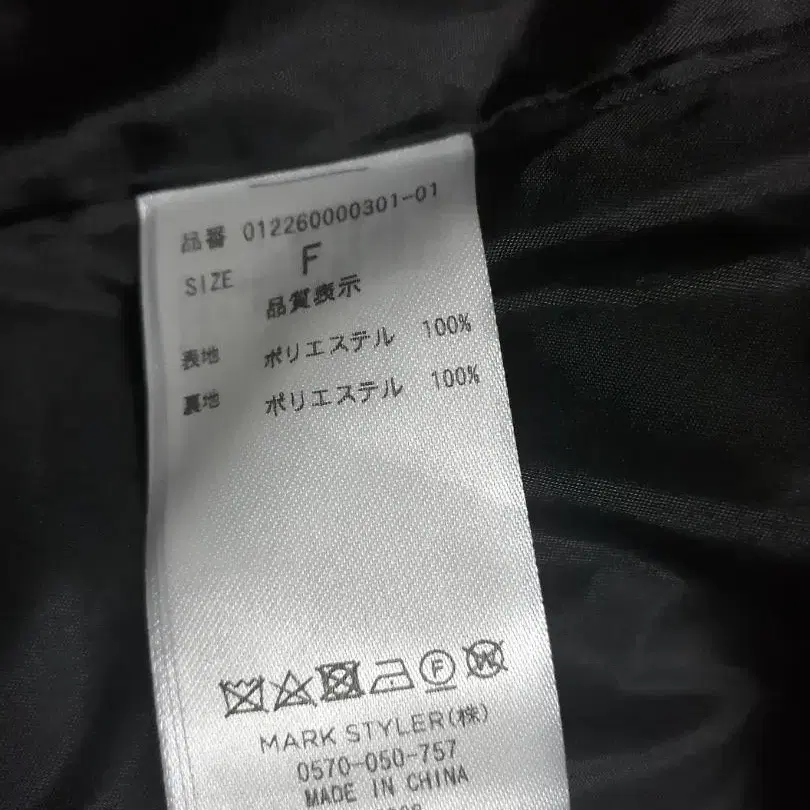 品番 012260000301-01
SIZE F
品質表示
表地 ポリエステル 100%
裏地 ポリエステル 100%
F W
MARK STYLER(株)
0570-050-757
MADE IN CHINA